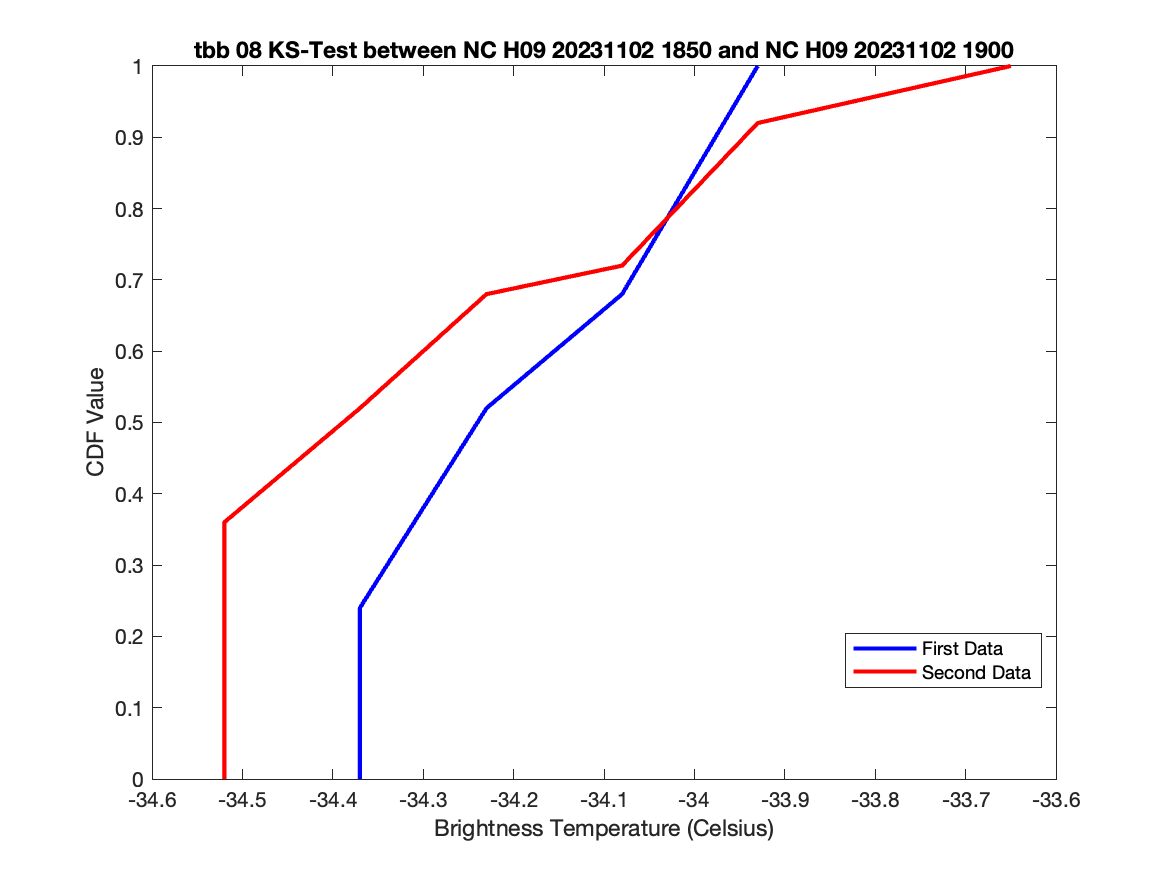 tbb 08 KS-Test between NC H09 20231102 1850 and NC H09 20231102 1900
1
0.9
0.8
0.7
0.6
0.5
0.4
0.3
0.2
0.1
0
CDF Value
First Data
Second Data
-34.6 -34.5 -34.4 -34.3 -34.2 -34.1 -34 -33.9 -33.8 -33.7 -33.6
Brightness Temperature (Celsius)